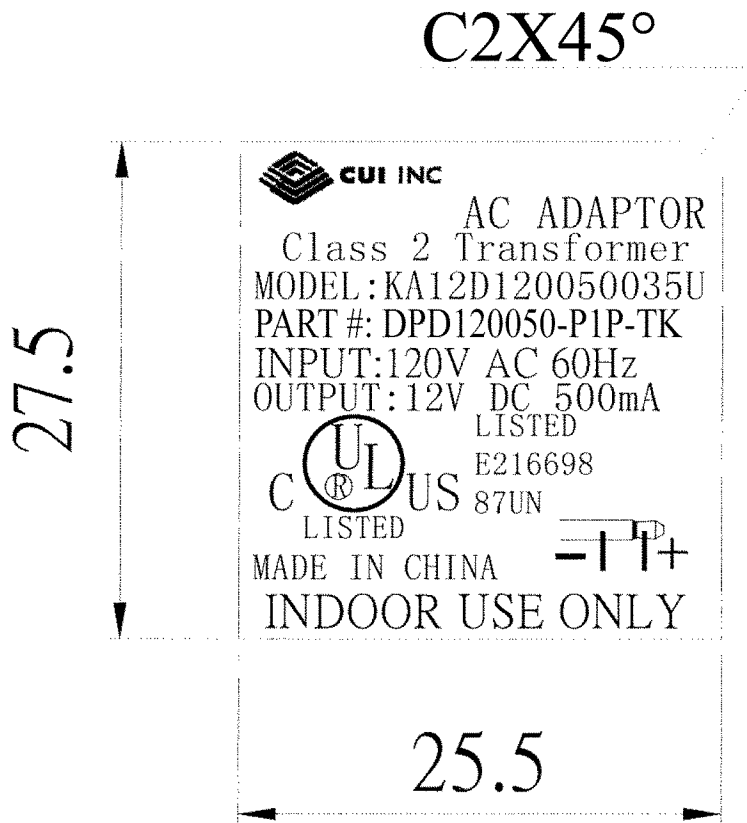 C2X45°
CUI INC
AC ADAPTOR
Class 2 Transformer
MODEL:KA12D120050035U
PART #: DPD120050-P1P-TK
INPUT:120V AC 60Hz
OUTPUT:12V DC 500mA
LISTED
E216698
87UN
C UL® US
LISTED
MADE IN CHINA
INDOOR USE ONLY
27.5
25.5